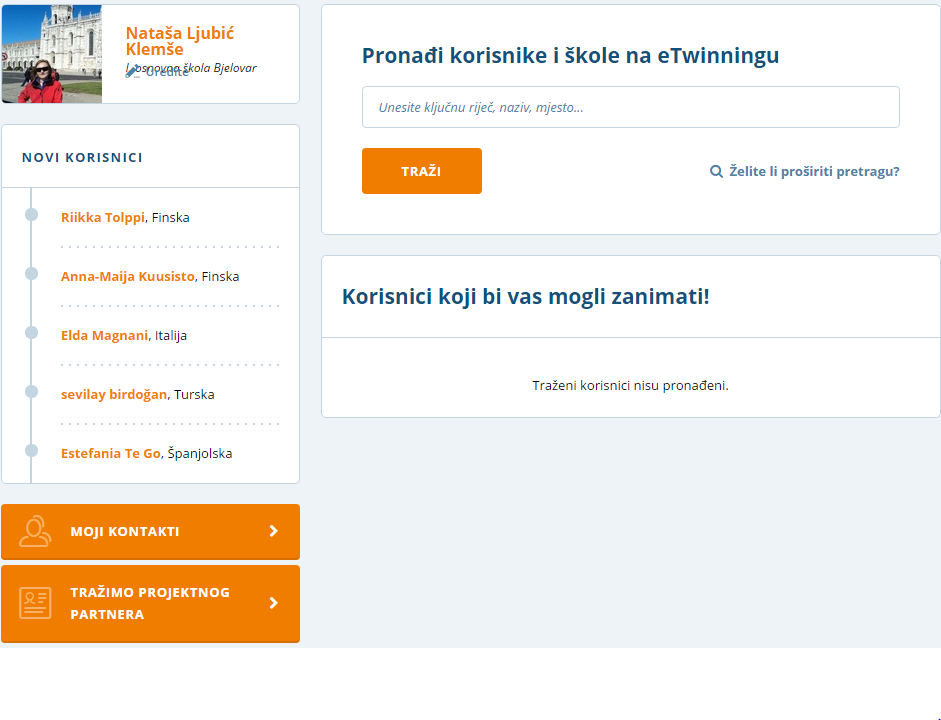 Nataša Ljubić
Klemše
I. osnovna škola Bjelovar
Uredite
NOVI KORISNICI
Riikka Tolppi, Finska
Anna-Maija Kuusisto, Finska
Elda Magnani, Italija
sevilay birdoğan, Turska
Estefania Te Go, Španjolska
MOJI KONTAKTI
TRAŽIMO PROJEKTNOG
PARTNERA
Pronađi korisnike i škole na eTwinningu
Unesite ključnu riječ, naziv, mjesto...
TRAŽI
Želite li proširiti pretragu?
Korisnici koji bi vas mogli zanimati!
Traženi korisnici nisu pronađeni.